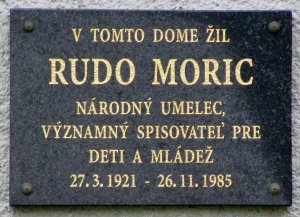 V TOMTO DOME ŽIL
RUDO MORIC
NÁRODNÝ UMELEC,
VÝZNAMNÝ SPISOVATEĽ PRE
DETI A MLÁDEŽ
27.3.1921 - 26.11.1985